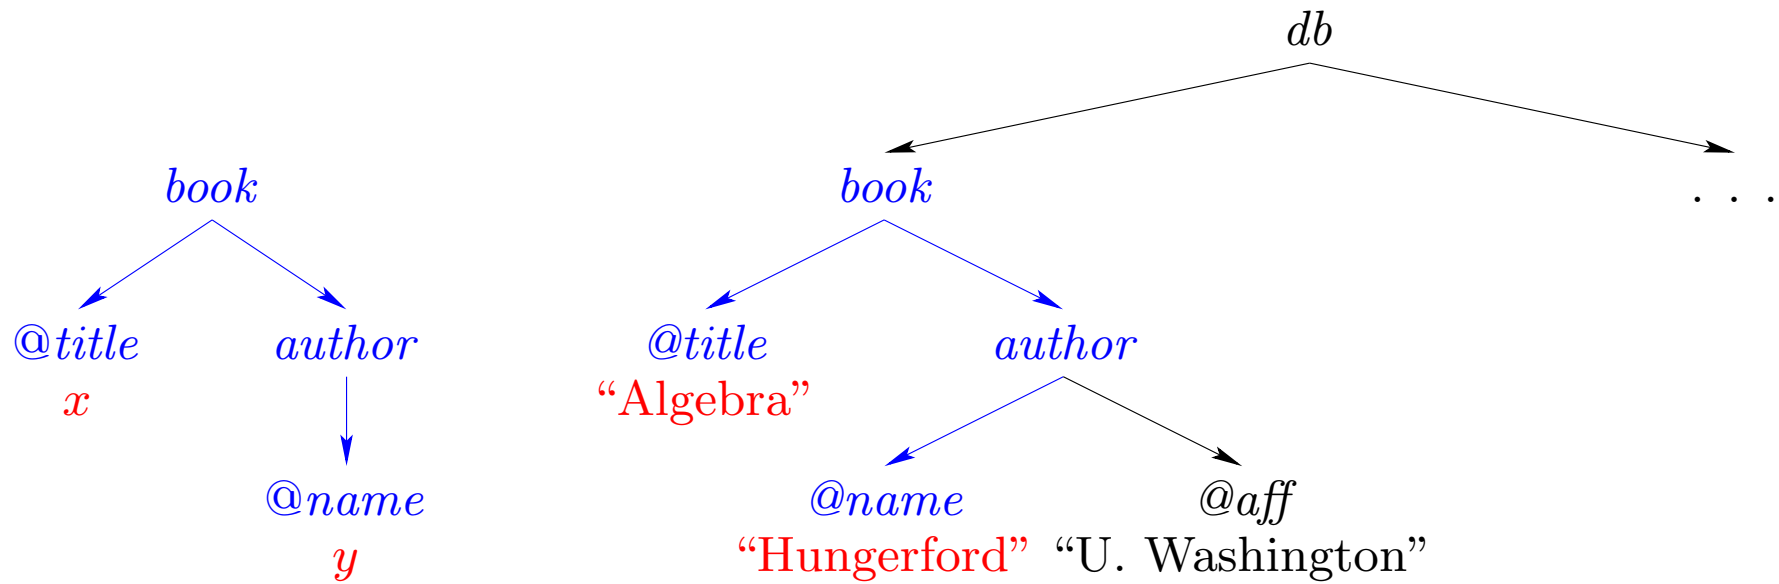 db
book book . . .
@title author @title author
x “Algebra”
@name @name @aff
y “Hungerford” “U. Washington”